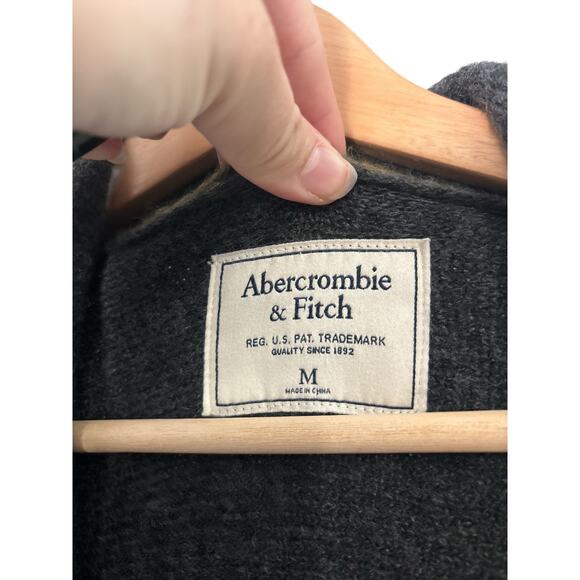 Abercrombie
& Fitch
REG. U.S. PAT. TRADEMARK
QUALITY SINCE 1892
M
MADE IN CHINA